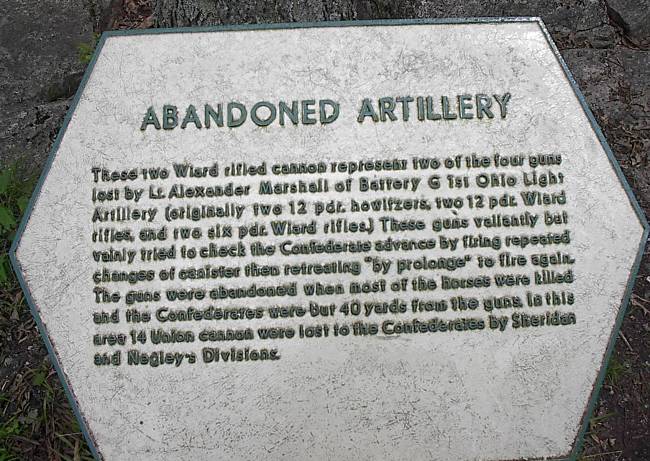 ABANDONED ARTILLERY
These two Wiard rifled cannon represent two of the four guns
lost by Lt. Alexander Marshall of Battery G 1st Ohio Light
Artillery (originally two 12 pdr. howitzers, two 12 pdr. Wiard
rifles, and two six pdr. Wiard rifles.) These guns valiantly but
vainly tried to check the Confederate advance by firing repeated
changes of canister then retreating "by prolonge" to fire again.
The guns were abandoned when most of the horses were killed
and the Confederates were but 40 yards from the guns. In this
area 14 Union cannon were lost to the Confederates by Sheridan
and Negley's Divisions.